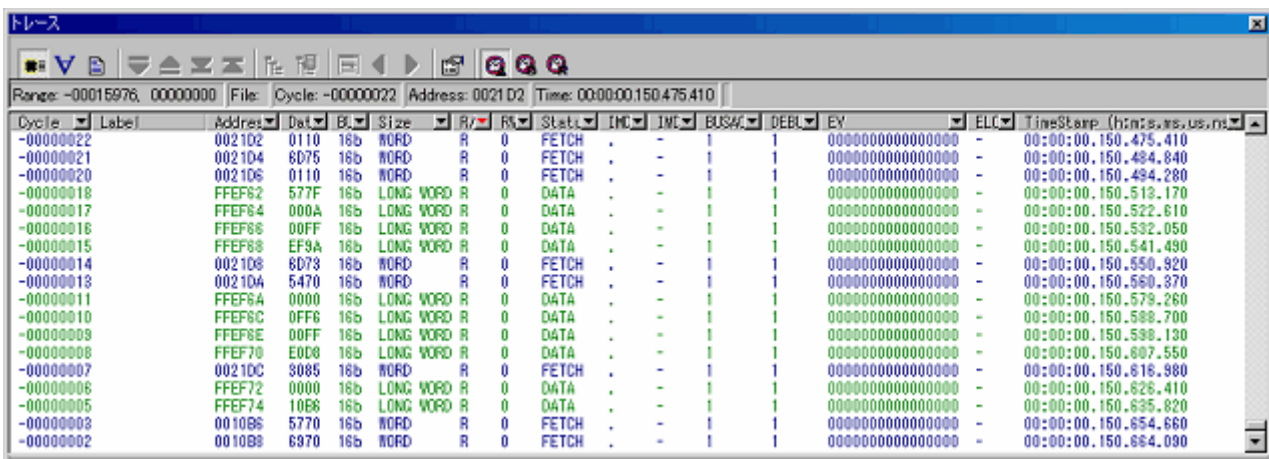 トレース
Range: -00015976, 00000000 File: Cycle: -00000022 Address: 0021D2 Time: 00:00:00.150.475.410
Cycle Label Addres Dat BU Size R/ R% Statu IMD IMD BUSAC DEBU EV ELC TimeStamp (h:m:s.ms,us,ns
-00000022 0021D2 0110 16b WORD R 0 FETCH . - 1 1 0000000000000000 - 00:00:00.150.475.410
-00000021 0021D4 6D75 16b WORD R 0 FETCH . - 1 1 0000000000000000 - 00:00:00.150.484.840
-00000020 0021D6 0110 16b WORD R 0 FETCH . - 1 1 0000000000000000 - 00:00:00.150.494.280
-00000018 FFEF62 577F 16b LONG WORD R 0 DATA . - 1 1 0000000000000000 - 00:00:00.150.513.170
-00000017 FFEF64 000A 16b LONG WORD R 0 DATA . - 1 1 0000000000000000 - 00:00:00.150.522.610
-00000016 FFEF66 00FF 16b LONG WORD R 0 DATA . - 1 1 0000000000000000 - 00:00:00.150.532.050
-00000015 FFEF68 EF9A 16b LONG WORD R 0 DATA . - 1 1 0000000000000000 - 00:00:00.150.541.490
-00000014 0021D8 6D73 16b WORD R 0 FETCH . - 1 1 0000000000000000 - 00:00:00.150.550.920
-00000013 0021DA 5470 16b WORD R 0 FETCH . - 1 1 0000000000000000 - 00:00:00.150.560.370
-00000011 FFEF6A 0000 16b LONG WORD R 0 DATA . - 1 1 0000000000000000 - 00:00:00.150.579.260
-00000010 FFEF6C 0FF6 16b LONG WORD R 0 DATA . - 1 1 0000000000000000 - 00:00:00.150.588.700
-00000009 FFEF6E 00FF 16b LONG WORD R 0 DATA . - 1 1 0000000000000000 - 00:00:00.150.598.130
-00000008 FFEF70 E0D8 16b LONG WORD R 0 DATA . - 1 1 0000000000000000 - 00:00:00.150.607.550
-00000007 0021DC 3085 16b WORD R 0 FETCH . - 1 1 0000000000000000 - 00:00:00.150.616.980
-00000006 FFEF72 0000 16b LONG WORD R 0 DATA . - 1 1 0000000000000000 - 00:00:00.150.626.410
-00000005 FFEF74 10B6 16b LONG WORD R 0 DATA . - 1 1 0000000000000000 - 00:00:00.150.635.820
-00000003 0010B6 5770 16b WORD R 0 FETCH . - 1 1 0000000000000000 - 00:00:00.150.654.660
-00000002 0010B8 6970 16b WORD R 0 FETCH . - 1 1 0000000000000000 - 00:00:00.150.664.090